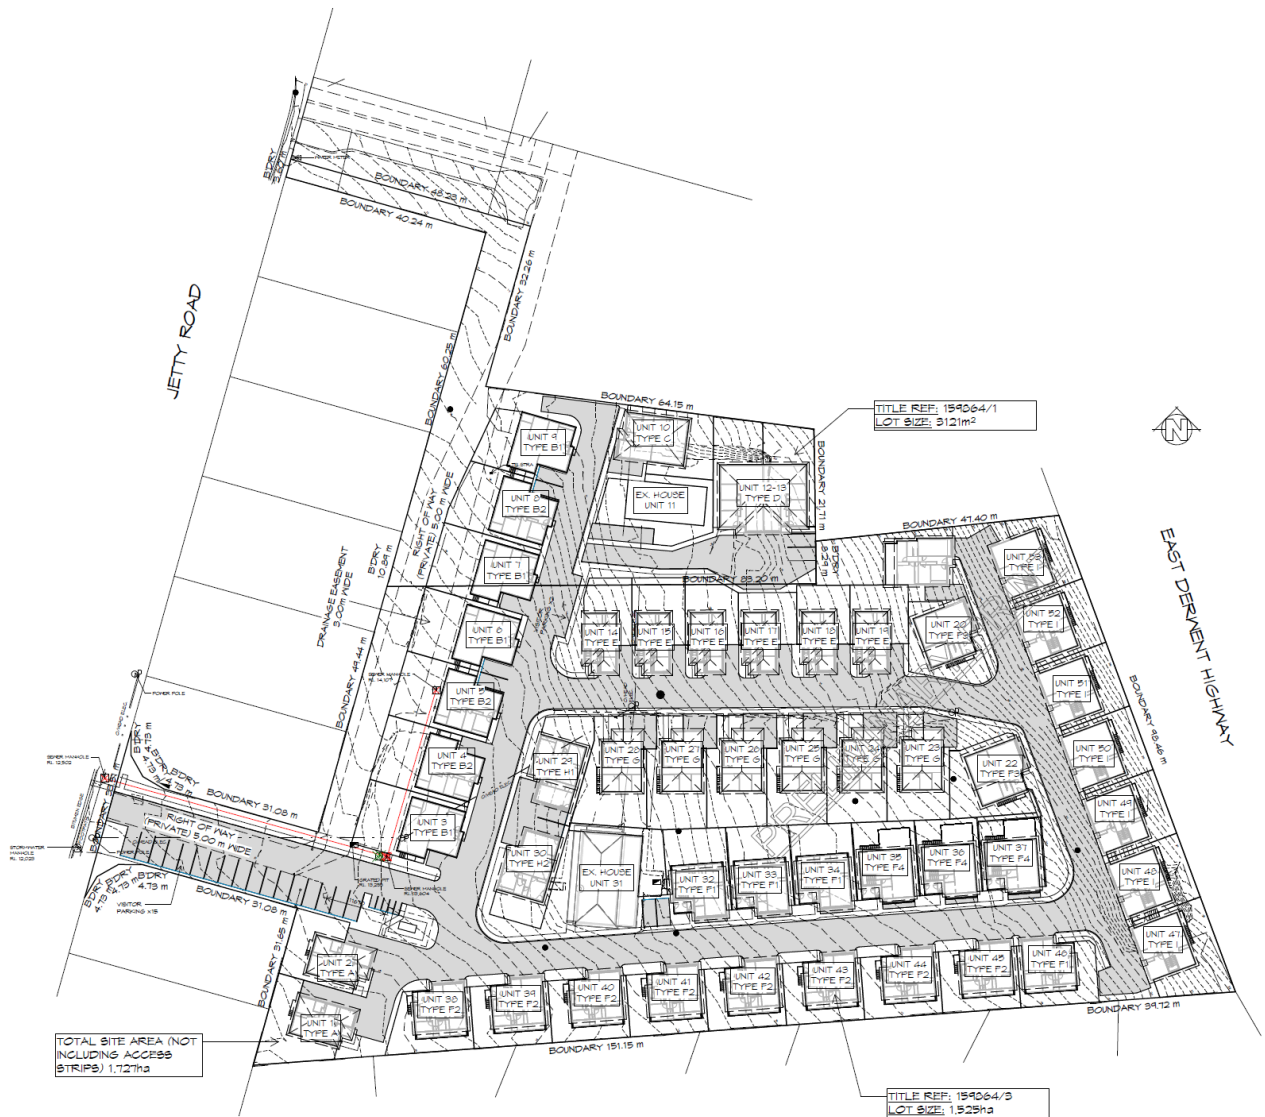 BOUNDARY 40.24 m
BOUNDARY 32.26 m
JETTY ROAD
BOUNDARY 60.25 m
BOUNDARY 64.15 m
TITLE REF: 159064/1
LOT SIZE: 3121m²
N
UNIT 9
TYPE B1
UNIT 10
TYPE C
UNIT 8
TYPE B2
EX. HOUSE
UNIT 11
UNIT 12-13
TYPE D
BOUNDARY 21.71 m
BOUNDARY 47.40 m
EAST DERWENT HIGHWAY
RIGHT OF WAY
(PRIVATE) 5.00 m WIDE
BDRY
10.89 m
DRAINAGE EASEMENT
3.00m WIDE
UNIT 7
TYPE B1
UNIT 53
TYPE I
UNIT 52
TYPE I
UNIT 6
TYPE B1
UNIT 14
TYPE E
UNIT 15
TYPE E
UNIT 16
TYPE E
UNIT 17
TYPE E
UNIT 18
TYPE E
UNIT 19
TYPE E
UNIT 20
TYPE F3
UNIT 51
TYPE I
UNIT 5
TYPE B2
BOUNDARY 49.44 m
POWER POLE
BOUNDARY 98.46 m
UNIT 4
TYPE B2
UNIT 29
TYPE H1
UNIT 28
TYPE G
UNIT 27
TYPE G
UNIT 26
TYPE G
UNIT 25
TYPE G
UNIT 24
TYPE G
UNIT 23
TYPE G
UNIT 22
TYPE F3
UNIT 50
TYPE I
UNIT 49
TYPE I
BDRY
4.73 m
BOUNDARY 31.08 m
UNIT 3
TYPE B1
RIGHT OF WAY
(PRIVATE) 5.00 m WIDE
UNIT 30
TYPE H2
EX. HOUSE
UNIT 31
UNIT 32
TYPE F1
UNIT 33
TYPE F1
UNIT 34
TYPE F1
UNIT 35
TYPE F4
UNIT 36
TYPE F4
UNIT 37
TYPE F4
UNIT 48
TYPE I
BDRY
4.73 m
VISITOR
PARKING x15
BOUNDARY 31.08 m
BOUNDARY 31.65 m
UNIT 47
TYPE I
UNIT 2
TYPE A
UNIT 1
TYPE A
UNIT 38
TYPE F2
UNIT 39
TYPE F2
UNIT 40
TYPE F2
UNIT 41
TYPE F2
UNIT 42
TYPE F2
UNIT 43
TYPE F2
UNIT 44
TYPE F2
UNIT 45
TYPE F2
UNIT 46
TYPE F1
BOUNDARY 39.72 m
BOUNDARY 151.15 m
TOTAL SITE AREA (NOT
INCLUDING ACCESS
STRIPS) 1.727ha
TITLE REF: 159064/3
LOT SIZE: 1.525ha